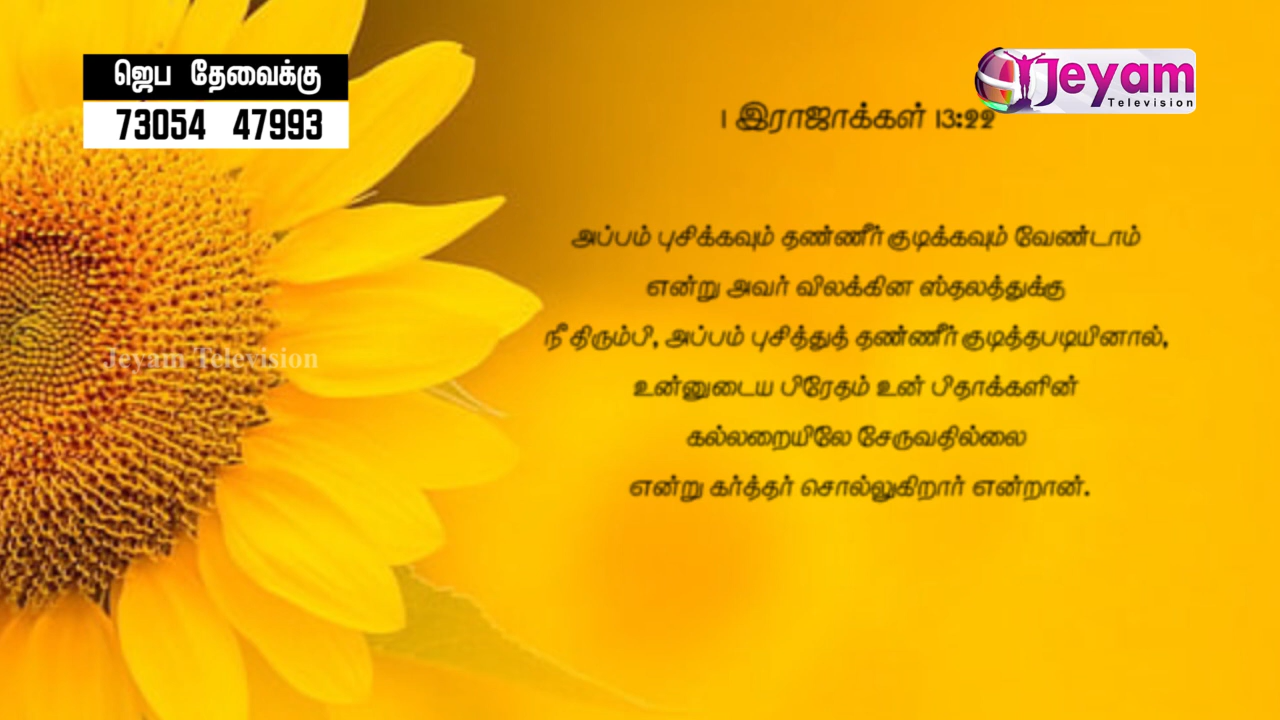 ஜெப தேவைக்கு
73054 47993
Jeyam
Television
1 இராஜாக்கள் 13:22
அப்பம் புசிக்கவும் தண்ணீர் குடிக்கவும் வேண்டாம்
என்று அவர் விலக்கின ஸ்தலத்துக்கு
நீ திரும்பி, அப்பம் புசித்துத் தண்ணீர் குடித்தபடியினால்,
Jeyam Television
உன்னுடைய பிரேதம் உன் பிதாக்களின்
கல்லறையிலே சேருவதில்லை
என்று கர்த்தர் சொல்லுகிறார் என்றான்.